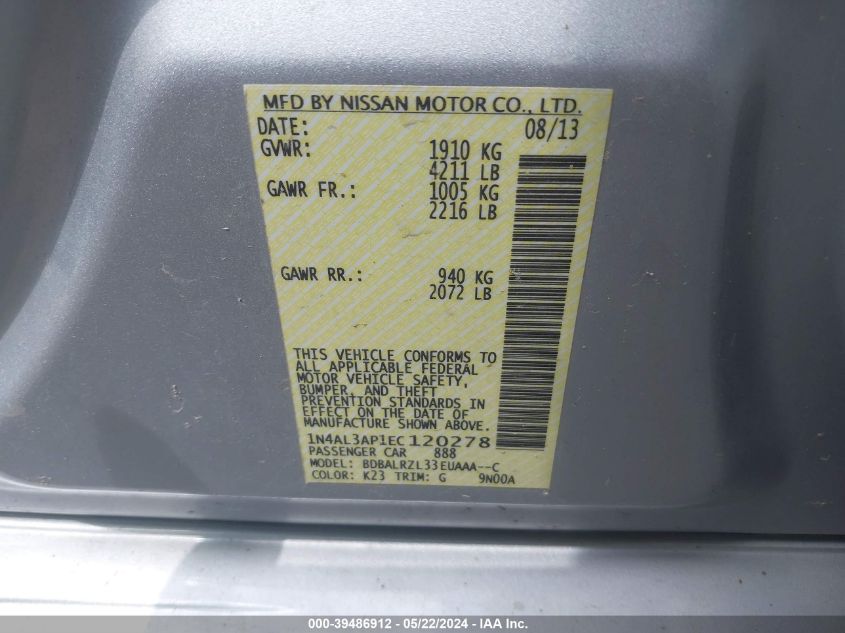 MFD BY NISSAN MOTOR CO., LTD.
DATE: 08/13
GVWR: 1910 KG
4211 LB
GAWR FR.: 1005 KG
2216 LB
GAWR RR.: 940 KG
2072 LB
THIS VEHICLE CONFORMS TO
ALL APPLICABLE FEDERAL
MOTOR VEHICLE SAFETY,
BUMPER, AND THEFT
PREVENTION STANDARDS IN
EFFECT ON THE DATE OF
MANUFACTURE SHOWN ABOVE.
1N4AL3AP1EC120278
PASSENGER CAR 888
MODEL: BDBALRZL33EUAAA--C
COLOR: K23 TRIM: G 9N00A
000-39486912 - 05/22/2024 - IAA Inc.